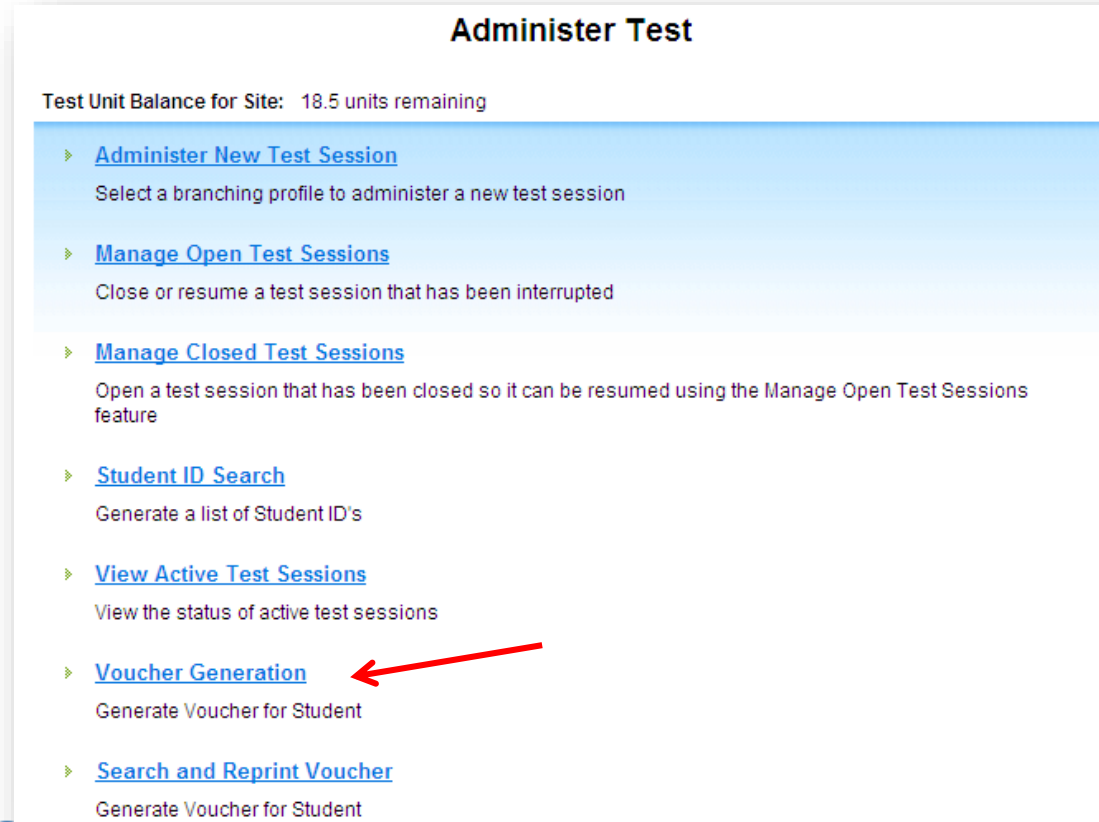 Administer Test
Test Unit Balance for Site: 18.5 units remaining
Administer New Test Session
Select a branching profile to administer a new test session
Manage Open Test Sessions
Close or resume a test session that has been interrupted
Manage Closed Test Sessions
Open a test session that has been closed so it can be resumed using the Manage Open Test Sessions
feature
Student ID Search
Generate a list of Student ID's
View Active Test Sessions
View the status of active test sessions
Voucher Generation
Generate Voucher for Student
Search and Reprint Voucher
Generate Voucher for Student